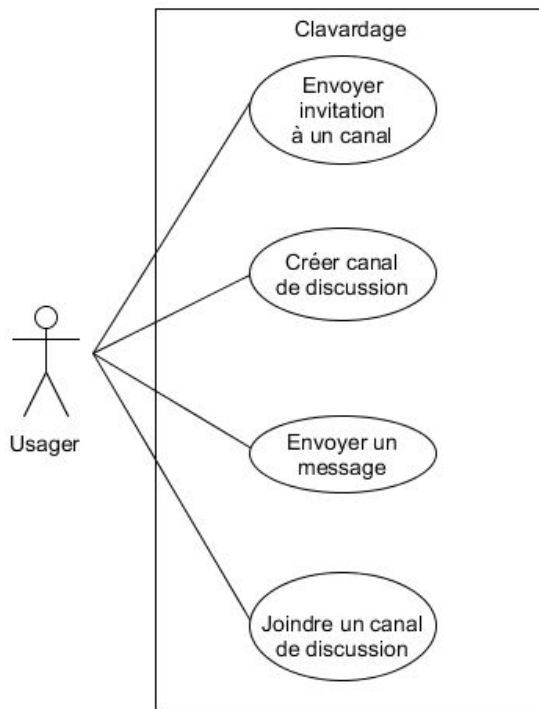 Clavardage
Envoyer
invitation
à un canal
Créer canal
de discussion
Usager
Envoyer un
message
Joindre un canal
de discussion